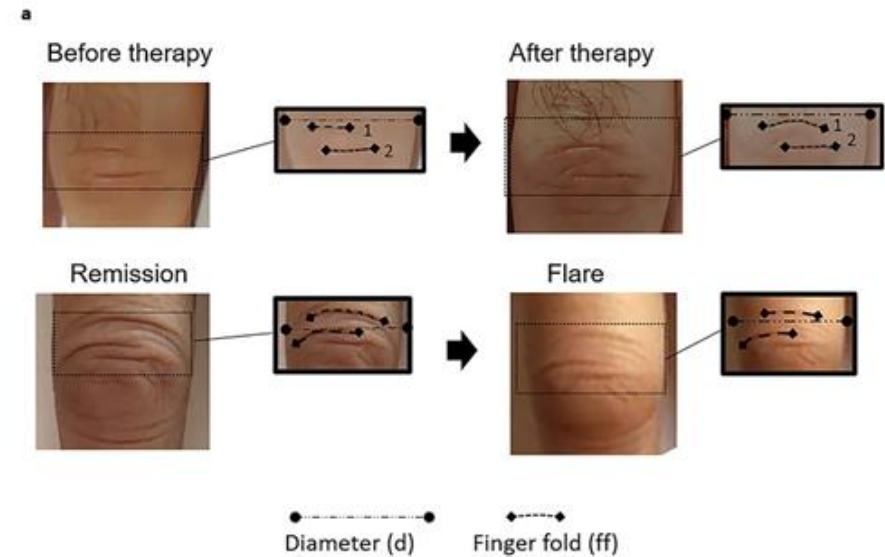 a
Before therapy
After therapy
1
2
1
2
Remission
Flare
Diameter (d)
Finger fold (ff)